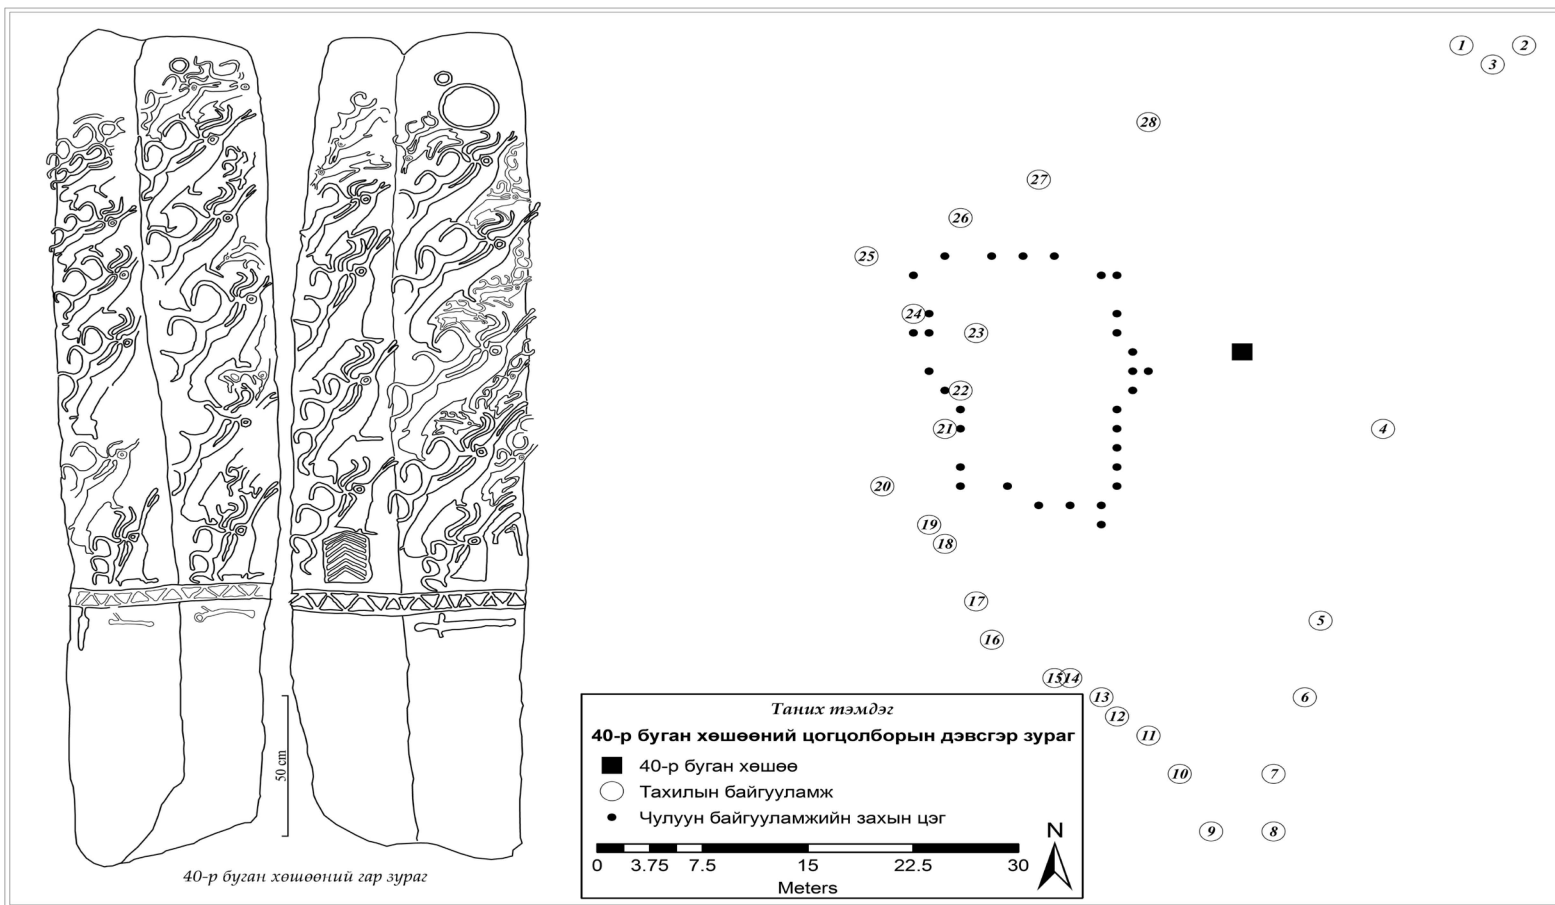 1
2
3
28
27
26
25
24
23
22
21
4
20
19
18
17
5
16
15 14
13
6
12
11
10
7
9
8
50 cm
40-р буган хөшөөний гар зураг
Таних тэмдэг
40-р буган хөшөөний цогцолборын дэвсгэр зураг
40-р буган хөшөө
Тахилын байгууламж
Чулуун байгууламжийн захын цэг
N
0 3.75 7.5 15 22.5 30
Meters